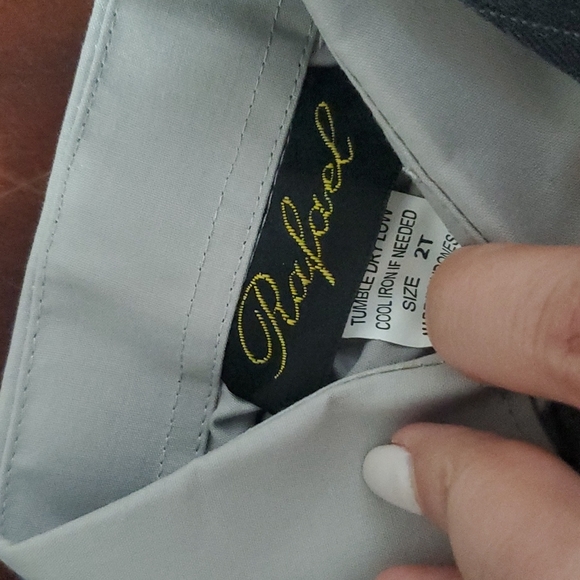 Rafael
TUMBLE DRY LOW
COOL IRON IF NEEDED
SIZE 2T